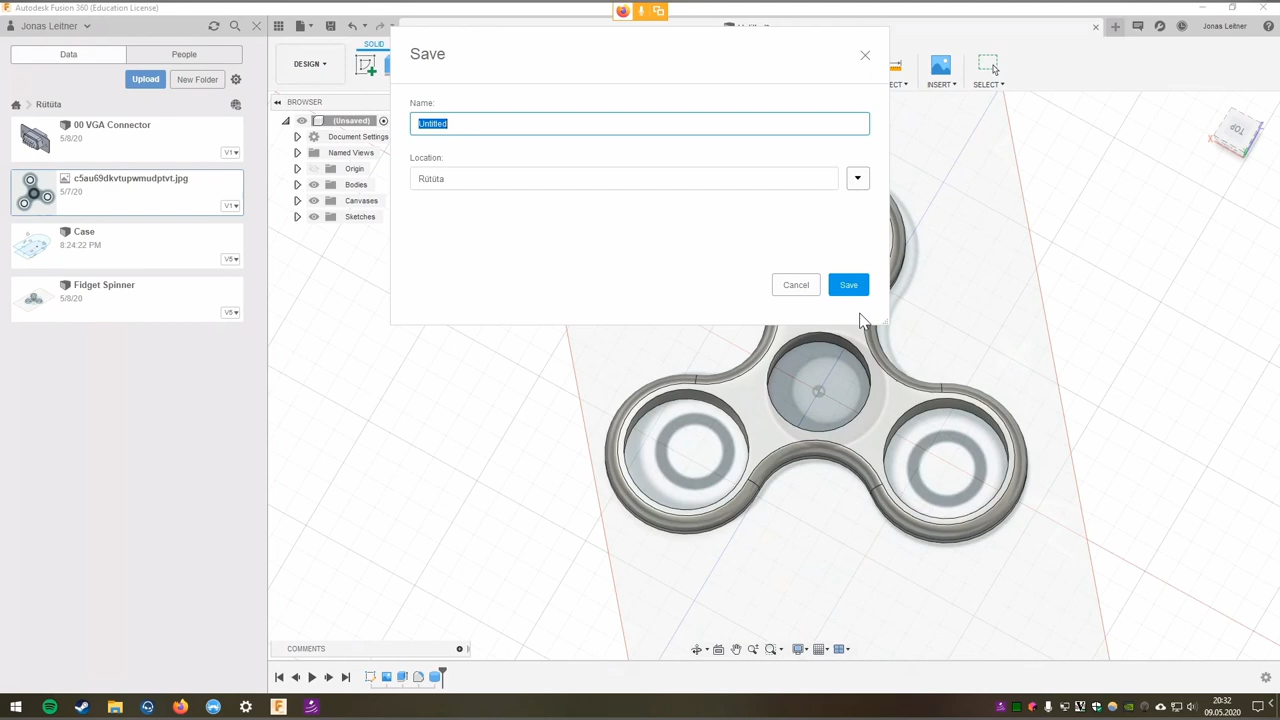 Autodesk Fusion 360 (Education License)
Jonas Leitner
Jonas Leitner
Data
People
Upload
New Folder
Rütüta
00 VGA Connector
5/8/20
V1
c5au69dkvtupwmudptvt.jpg
5/7/20
V1
Case
8:24:22 PM
V5
Fidget Spinner
5/8/20
V5
DESIGN
SOLID
INSERT
SELECT
BROWSER
(Unsaved)
Document Settings
Named Views
Origin
Bodies
Canvases
Sketches
Save
Name:
Untitled
Location:
Rütüta
Cancel
Save
TOP
X
Z
COMMENTS
20:32
09.05.2020